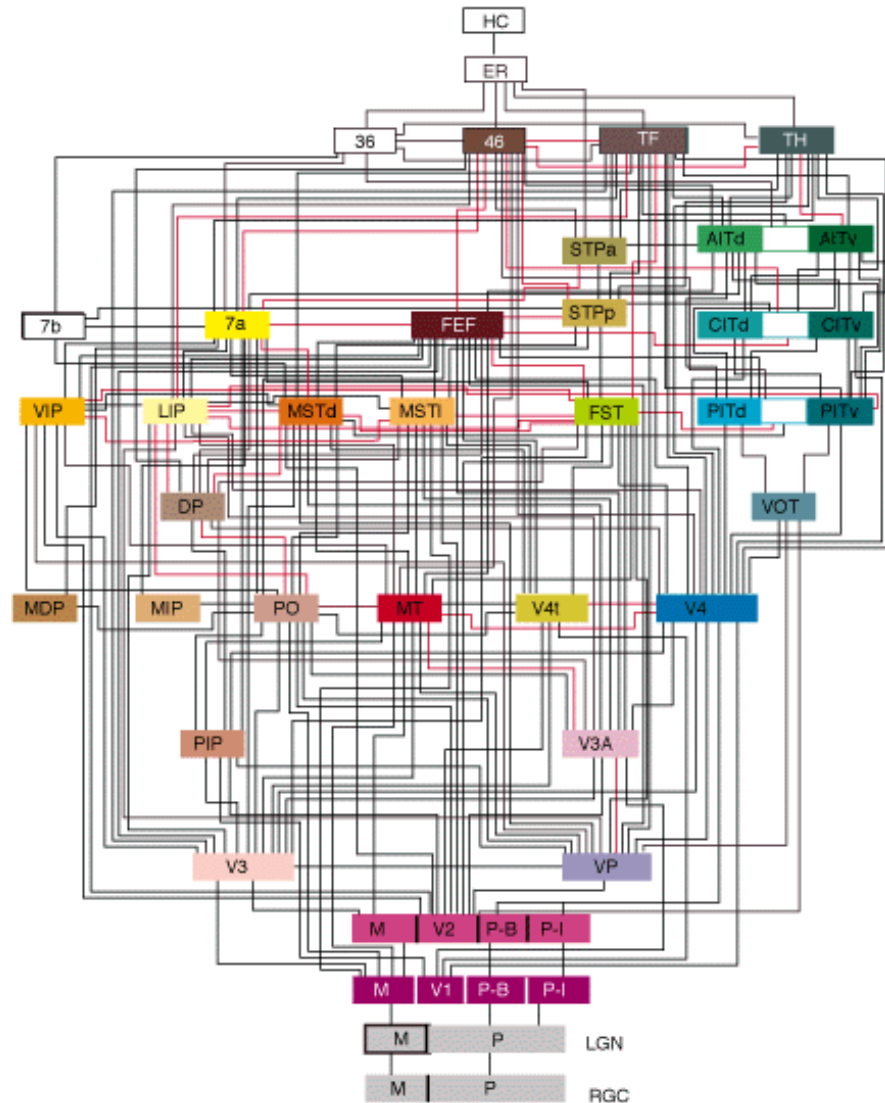 HC
ER
36 46 TF TH
STPa AITd AITv
7b 7a FEF STPp CITd CITv
VIP LIP MSTd MSTl FST PITd PITv
DP VOT
MDP MIP PO MT V4t V4
PIP V3A
V3 VP
M V2 P-B P-I
M V1 P-B P-I
M P LGN
M P RGC